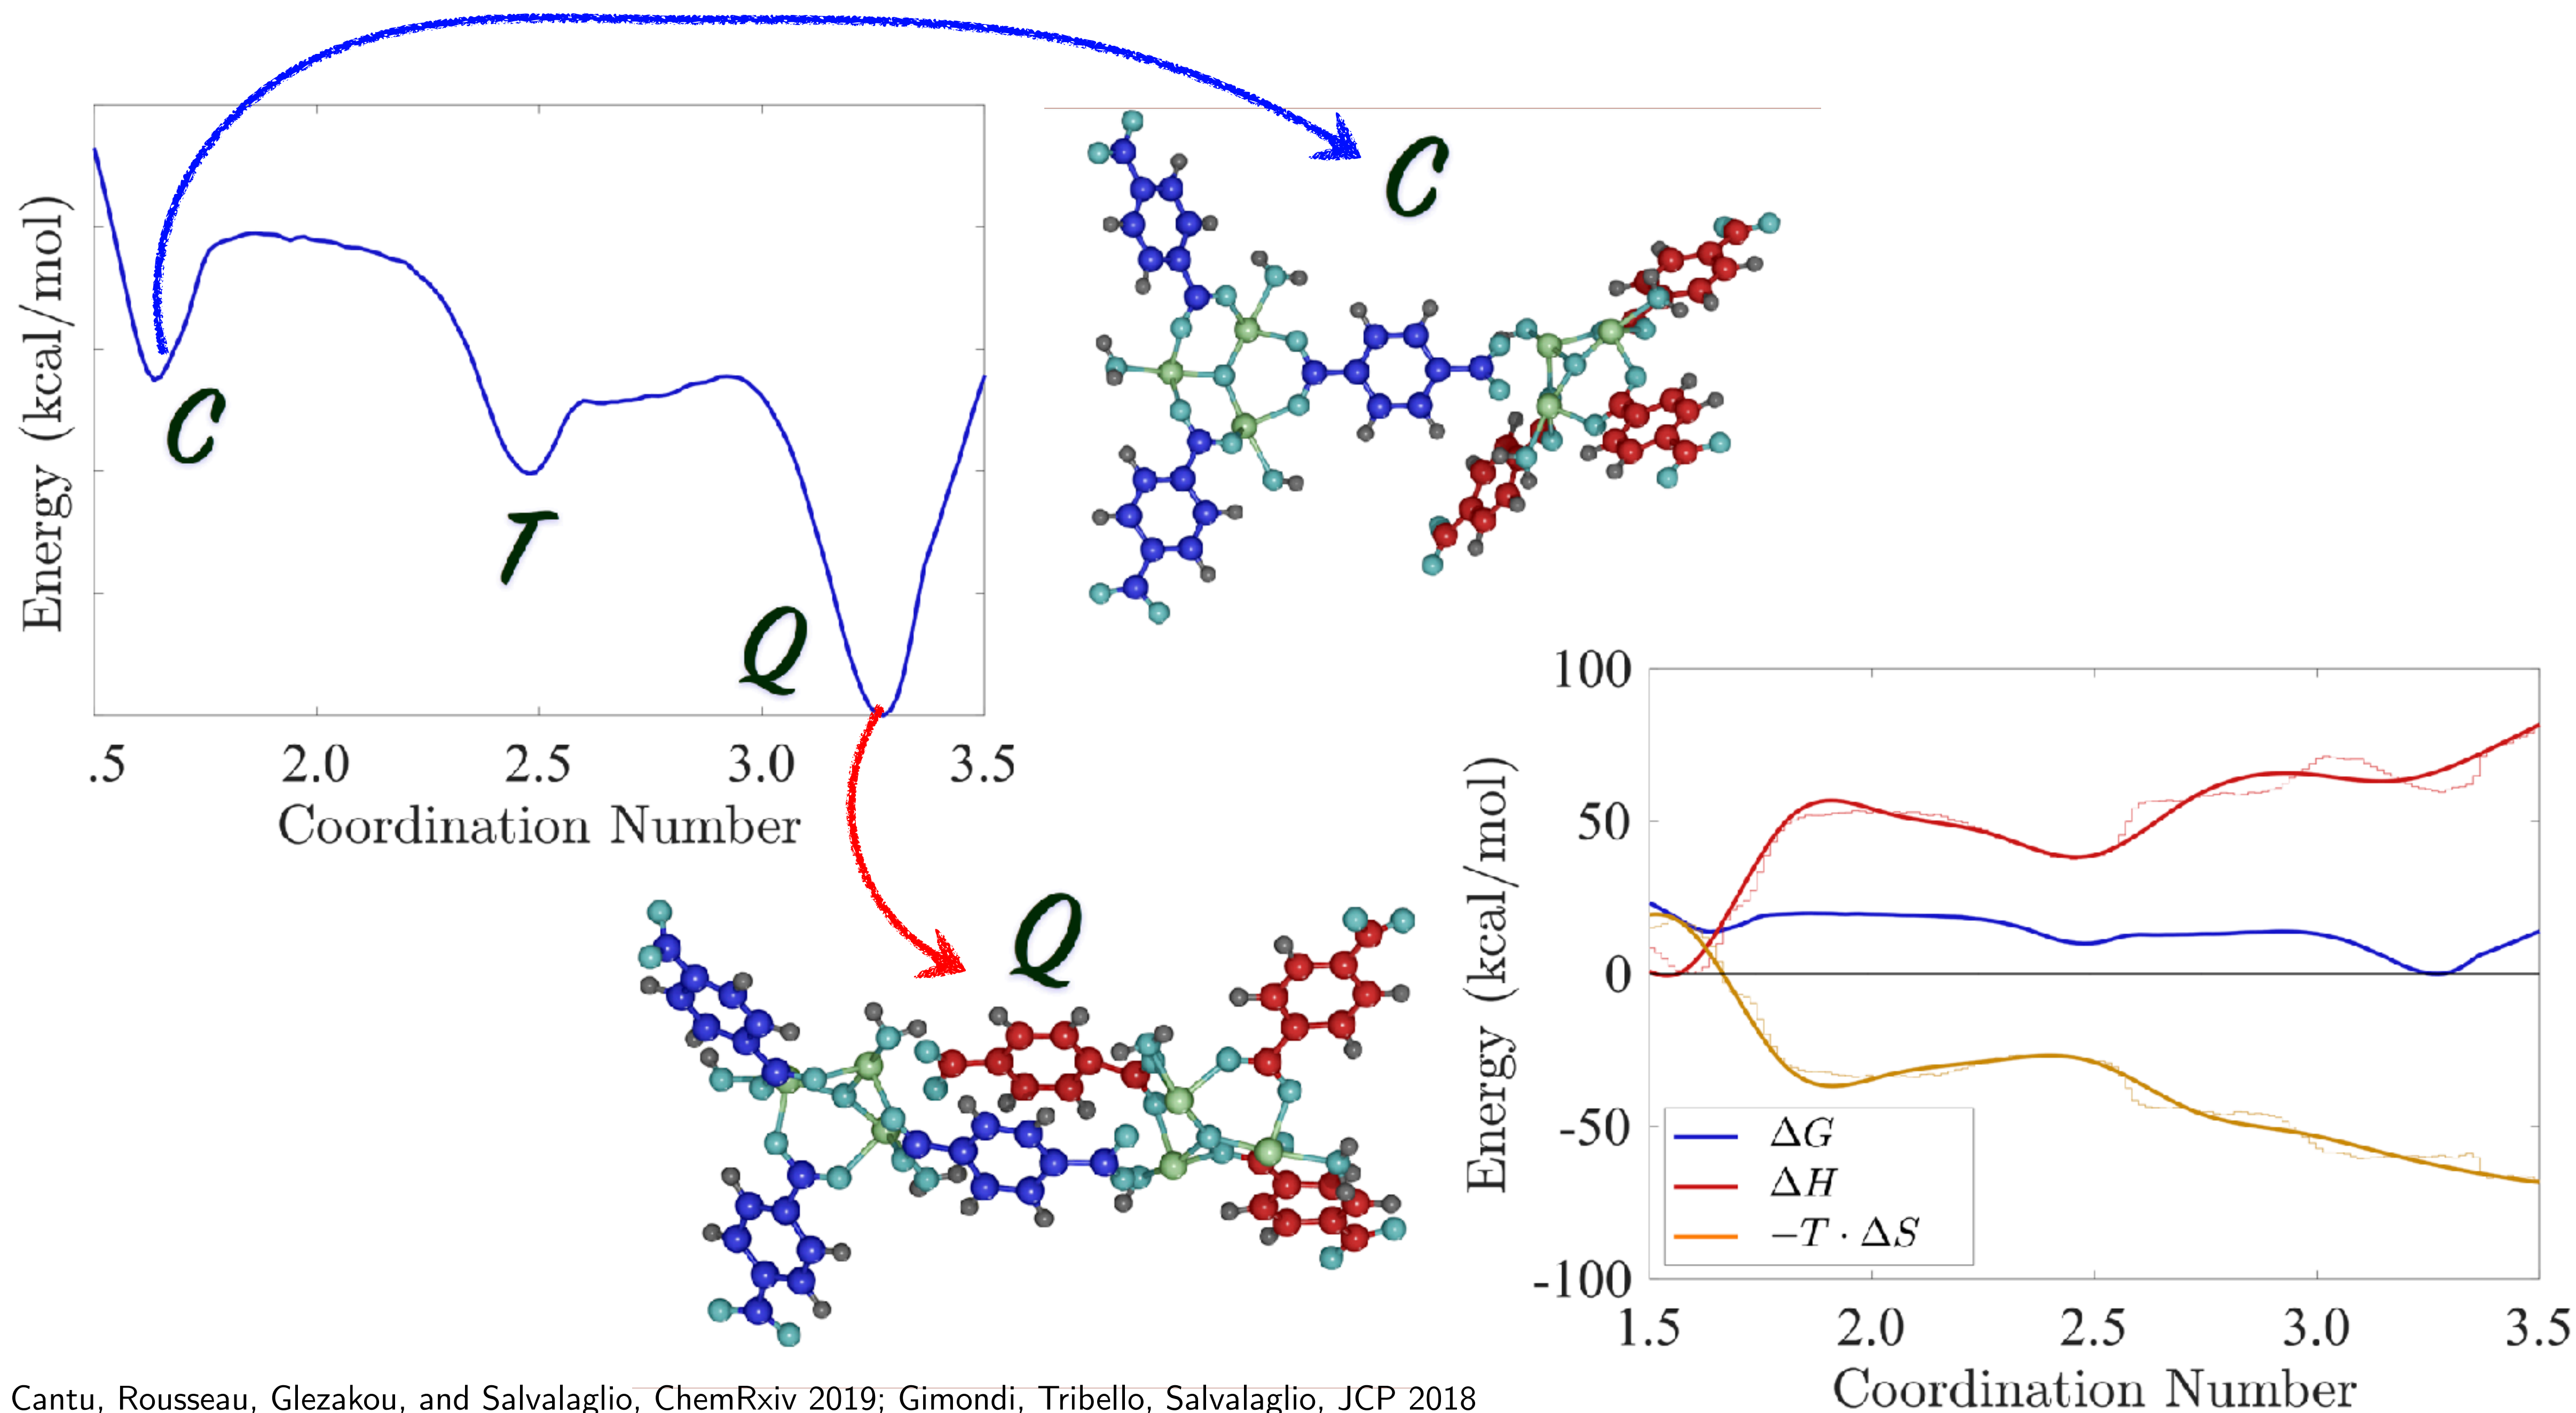 C
Energy (kcal/mol)
C
T
Q
.5 2.0 2.5 3.0 3.5
Coordination Number
Q
100
50
0
-50
-100
Energy (kcal/mol)
ΔG
ΔH
−T · ΔS
1.5 2.0 2.5 3.0 3.5
Coordination Number
Cantu, Rousseau, Glezakou, and Salvalaglio, ChemRxiv 2019; Gimondi, Tribello, Salvalaglio, JCP 2018